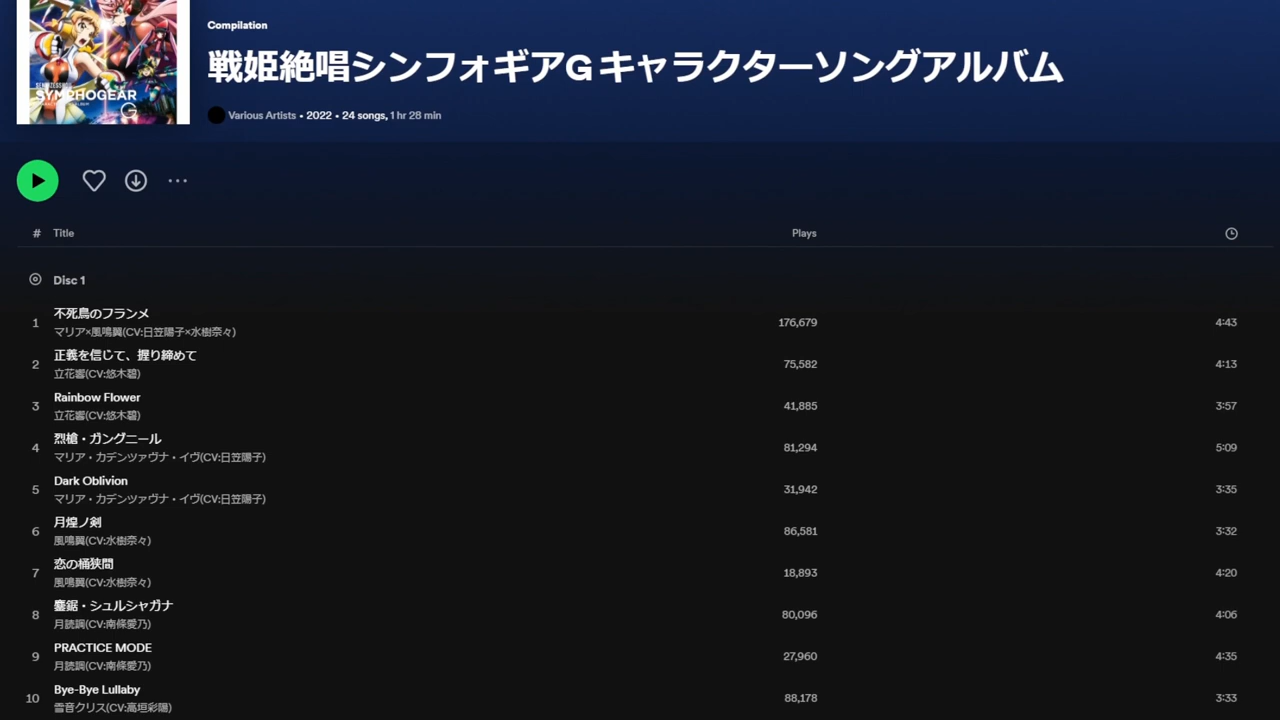 Compilation
戦姫絶唱シンフォギアG キャラクターソングアルバム
SYMPHOGEAR
G
Various Artists • 2022 • 24 songs, 1 hr 28 min
# Title Plays
Disc 1
1 不死鳥のフランメ 176,679 4:43
マリア×風鳴翼(CV:日笠陽子×水樹奈々)
2 正義を信じて、握り締めて 75,582 4:13
立花響(CV:悠木碧)
3 Rainbow Flower 41,885 3:57
立花響(CV:悠木碧)
4 烈槍・ガングニール 81,294 5:09
マリア・カデンツァヴナ・イヴ(CV:日笠陽子)
5 Dark Oblivion 31,942 3:35
マリア・カデンツァヴナ・イヴ(CV:日笠陽子)
6 月煌ノ剣 86,581 3:32
風鳴翼(CV:水樹奈々)
7 恋の桶狭間 18,893 4:20
風鳴翼(CV:水樹奈々)
8 鏖鋸・シュルシャガナ 80,096 4:06
月読調(CV:南條愛乃)
9 PRACTICE MODE 27,960 4:35
月読調(CV:南條愛乃)
10 Bye-Bye Lullaby 88,178 3:33
雪音クリス(CV:高垣彩陽)